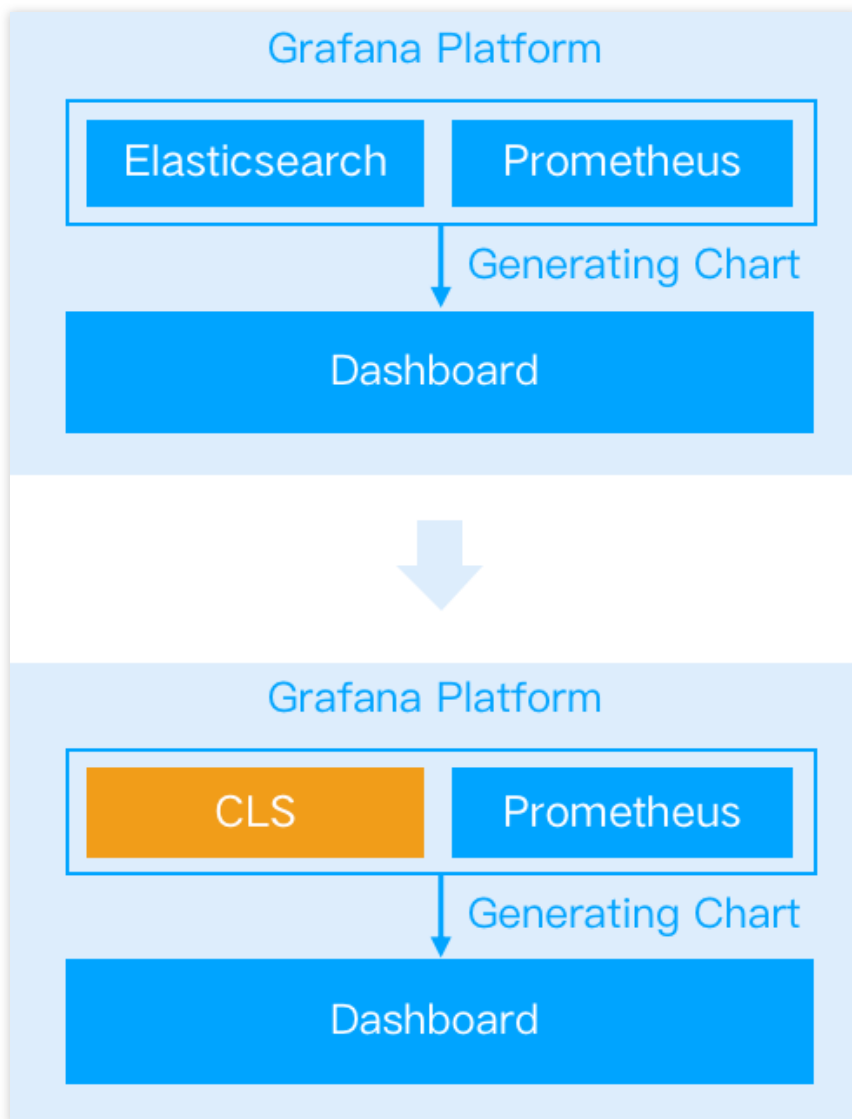 Grafana Platform
Elasticsearch
Prometheus
Generating Chart
Dashboard
Grafana Platform
CLS
Prometheus
Generating Chart
Dashboard